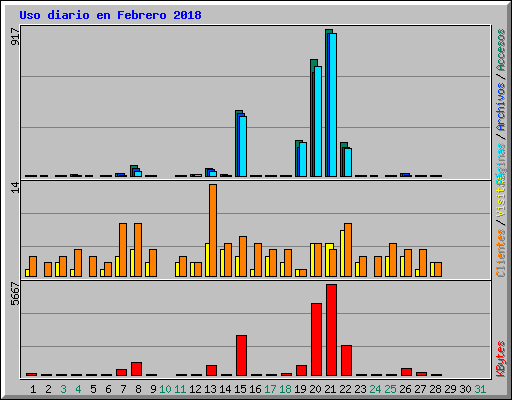 Uso diario en Febrero 2018
917
14
5667
Accesos / Archivos / Páginas
Clientes / Visitas
KBytes
1 2 3 4 5 6 7 8 9 10 11 12 13 14 15 16 17 18 19 20 21 22 23 24 25 26 27 28 29 30 31